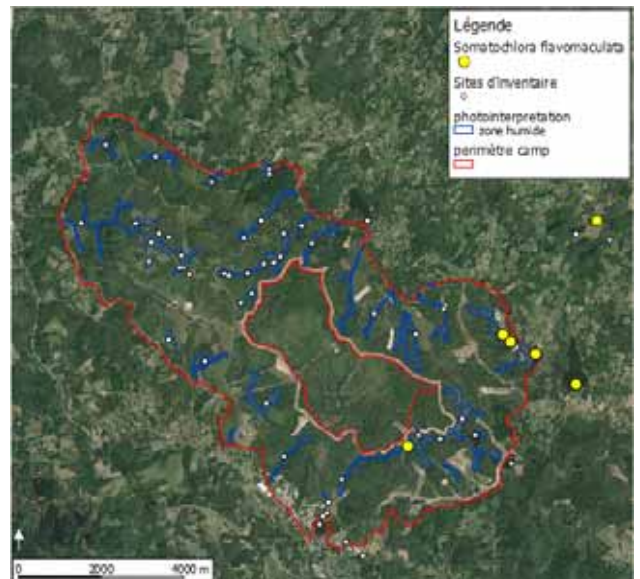 Légende
Somatochlora flavomaculata
Sites d'inventaire
photointerpretation
zone humide
perimètre camp
0 2000 4000 m